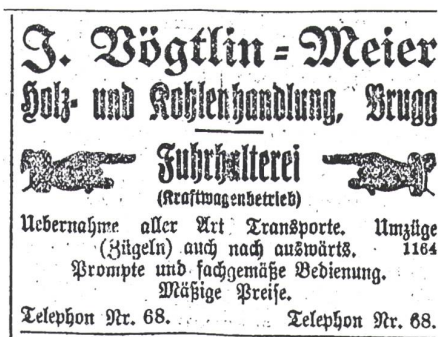 J. Vögtlin=Meier
Holz- und Kohlenhandlung, Brugg
Fuhrhalterei
(Kraftwagenbetrieb)
Uebernahme aller Art Transporte. Umzüge
(Zügeln) auch nach auswärts. 1164
Prompte und fachgemäße Bedienung.
Mäßige Preise.
Telephon Nr. 68. Telephon Nr. 68.